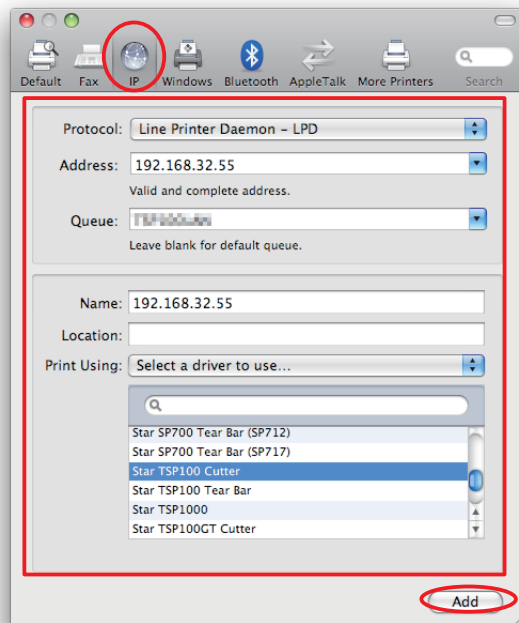 Default Fax IP Windows Bluetooth AppleTalk More Printers Search
Protocol: Line Printer Daemon – LPD
Address: 192.168.32.55
Valid and complete address.
Queue:
Leave blank for default queue.
Name: 192.168.32.55
Location:
Print Using: Select a driver to use...
Star SP700 Tear Bar (SP712)
Star SP700 Tear Bar (SP717)
Star TSP100 Cutter
Star TSP100 Tear Bar
Star TSP1000
Star TSP100GT Cutter
Add